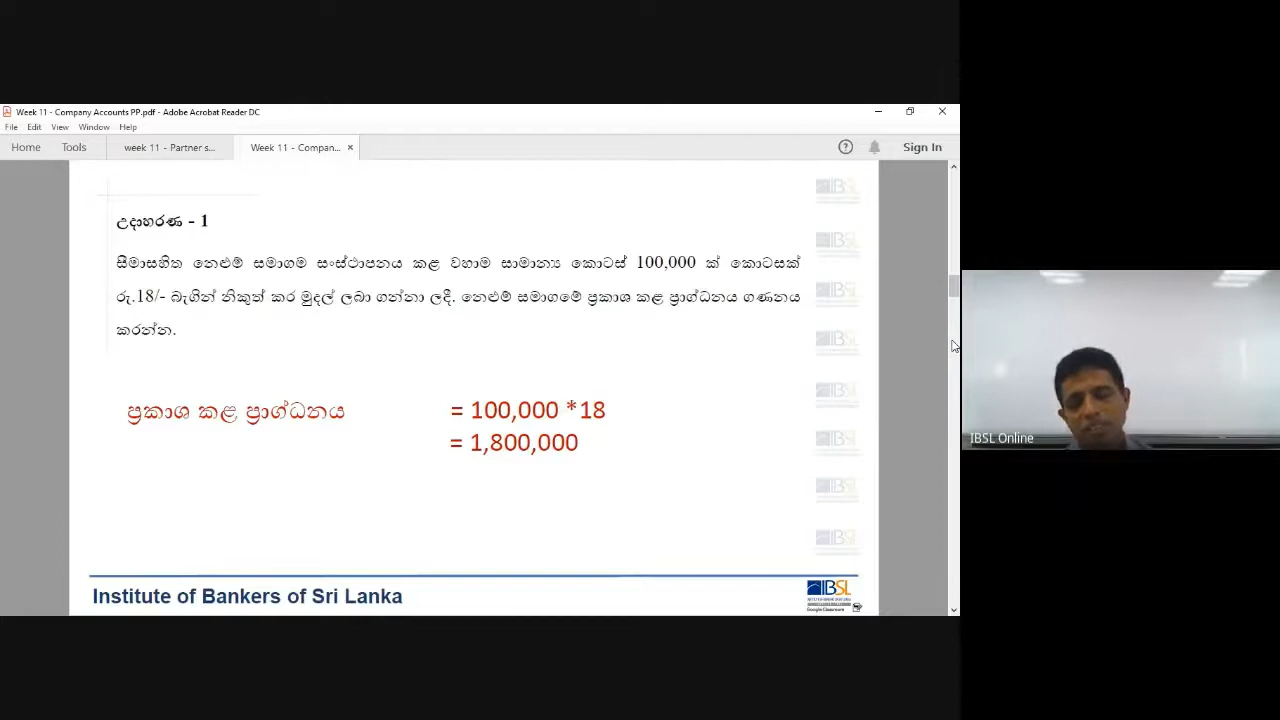 Week 11 - Company Accounts PP.pdf - Adobe Acrobat Reader DC
File Edit View Window Help
Home Tools week 11 - Partner s... Week 11 - Compan... × Sign In
උදාහරණ - 1
සීමාසහිත නෙළුම් සමාගම සංස්ථාපනය කළ වහාම සාමාන්‍ය කොටස් 100,000 ක් කොටසක්
රු.18/- බැගින් නිකුත් කර මුදල් ලබා ගන්නා ලදී. නෙළුම් සමාගමේ ප්‍රකාශ කළ ප්‍රාග්ධනය ගණනය
කරන්න.
ප්‍රකාශ කළ ප්‍රාග්ධනය = 100,000 *18
= 1,800,000
IBSL Online
Institute of Bankers of Sri Lanka
IBSL
Google Classroom